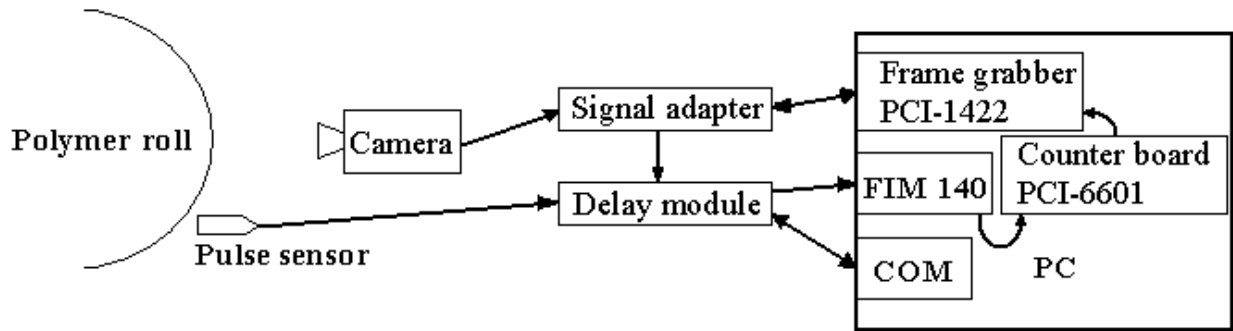 Polymer roll
Camera
Pulse sensor
Signal adapter
Delay module
Frame grabber
PCI-1422
Counter board
PCI-6601
FIM 140
COM
PC